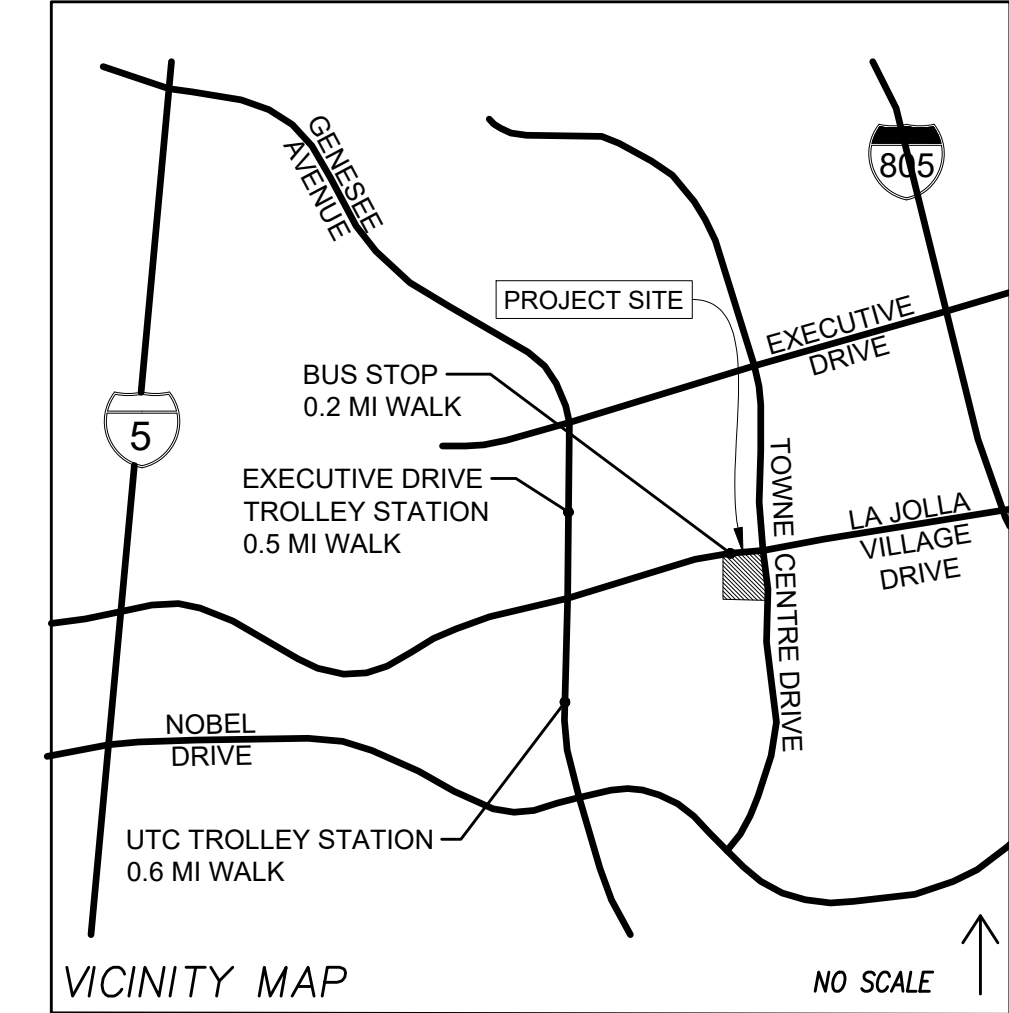 GENESEE
AVENUE
805
PROJECT SITE
EXECUTIVE
DRIVE
BUS STOP
0.2 MI WALK
5
EXECUTIVE DRIVE
TROLLEY STATION
0.5 MI WALK
TOWNE CENTRE DRIVE
LA JOLLA
VILLAGE
DRIVE
NOBEL
DRIVE
UTC TROLLEY STATION
0.6 MI WALK
VICINITY MAP
NO SCALE